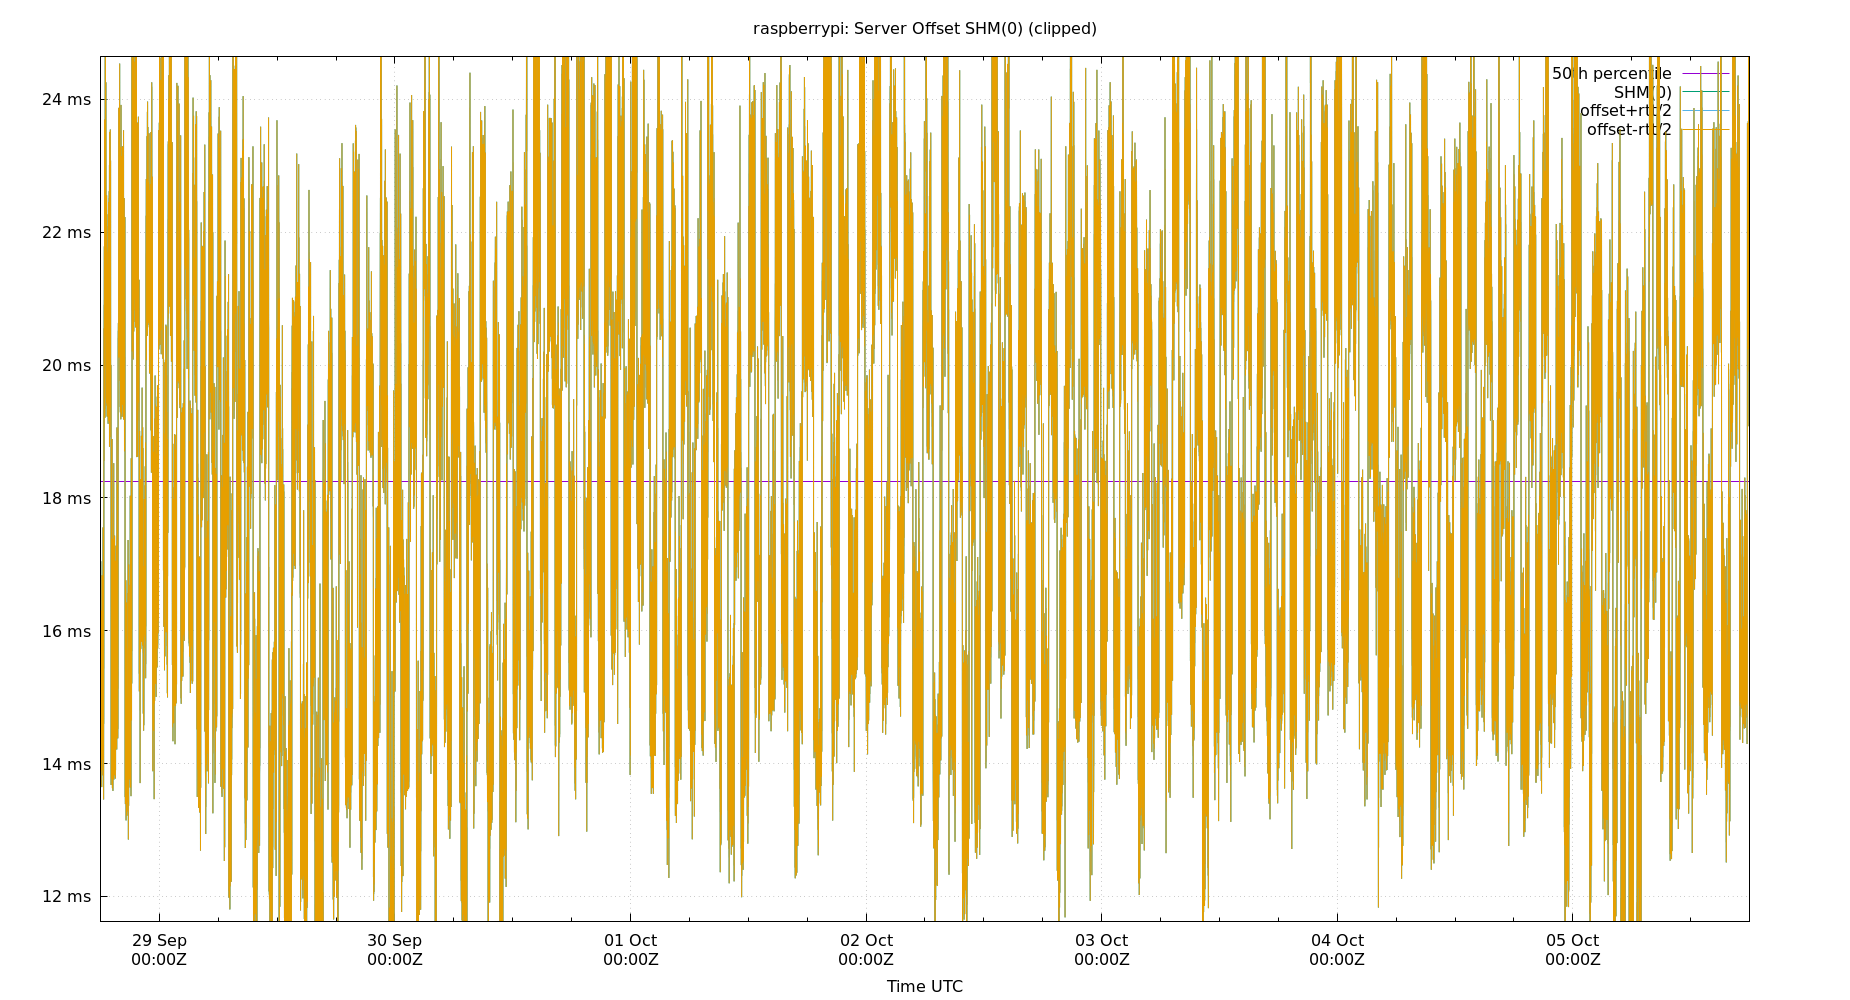 raspberrypi: Server Offset SHM(0) (clipped)
50th percentile
SHM(0)
offset+rtt/2
offset-rtt/2
24 ms
22 ms
20 ms
18 ms
16 ms
14 ms
12 ms
29 Sep 30 Sep 01 Oct 02 Oct 03 Oct 04 Oct 05 Oct
00:00Z 00:00Z 00:00Z 00:00Z 00:00Z 00:00Z 00:00Z
Time UTC